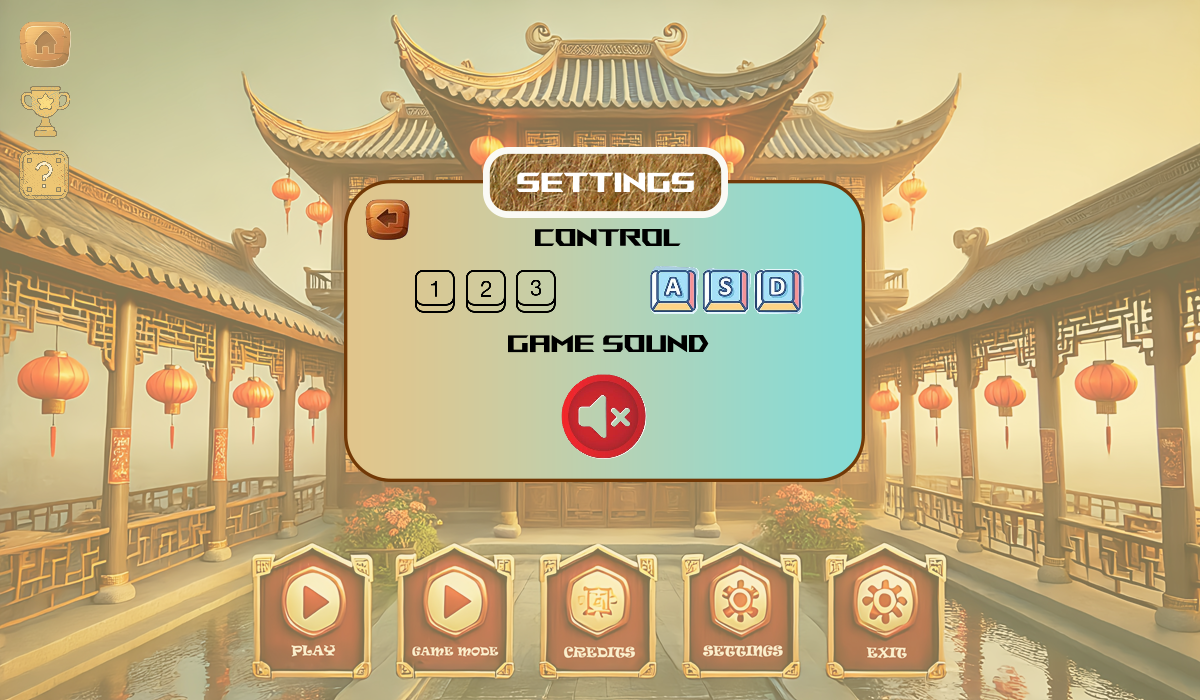 ?
SETTINGS
CONTROL
1 2 3 A S D
GAME SOUND
PLAY
GAME MODE
CREDITS
SETTINGS
EXIT